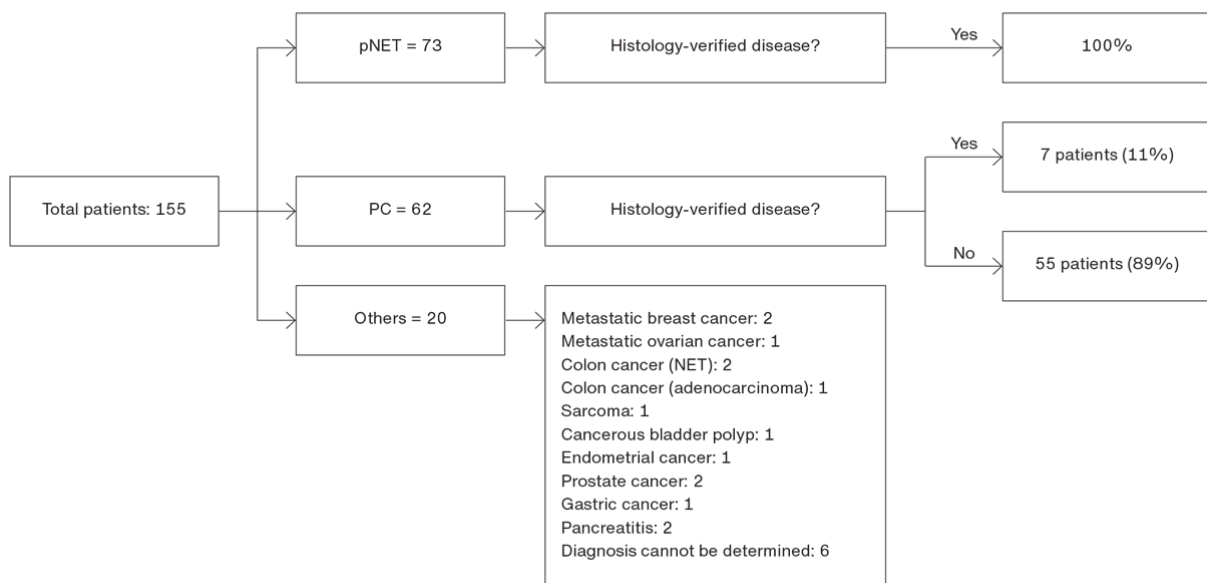 pNET = 73
Histology-verified disease?
Yes
100%
Total patients: 155
PC = 62
Histology-verified disease?
Yes
7 patients (11%)
No
55 patients (89%)
Others = 20
Metastatic breast cancer: 2
Metastatic ovarian cancer: 1
Colon cancer (NET): 2
Colon cancer (adenocarcinoma): 1
Sarcoma: 1
Cancerous bladder polyp: 1
Endometrial cancer: 1
Prostate cancer: 2
Gastric cancer: 1
Pancreatitis: 2
Diagnosis cannot be determined: 6